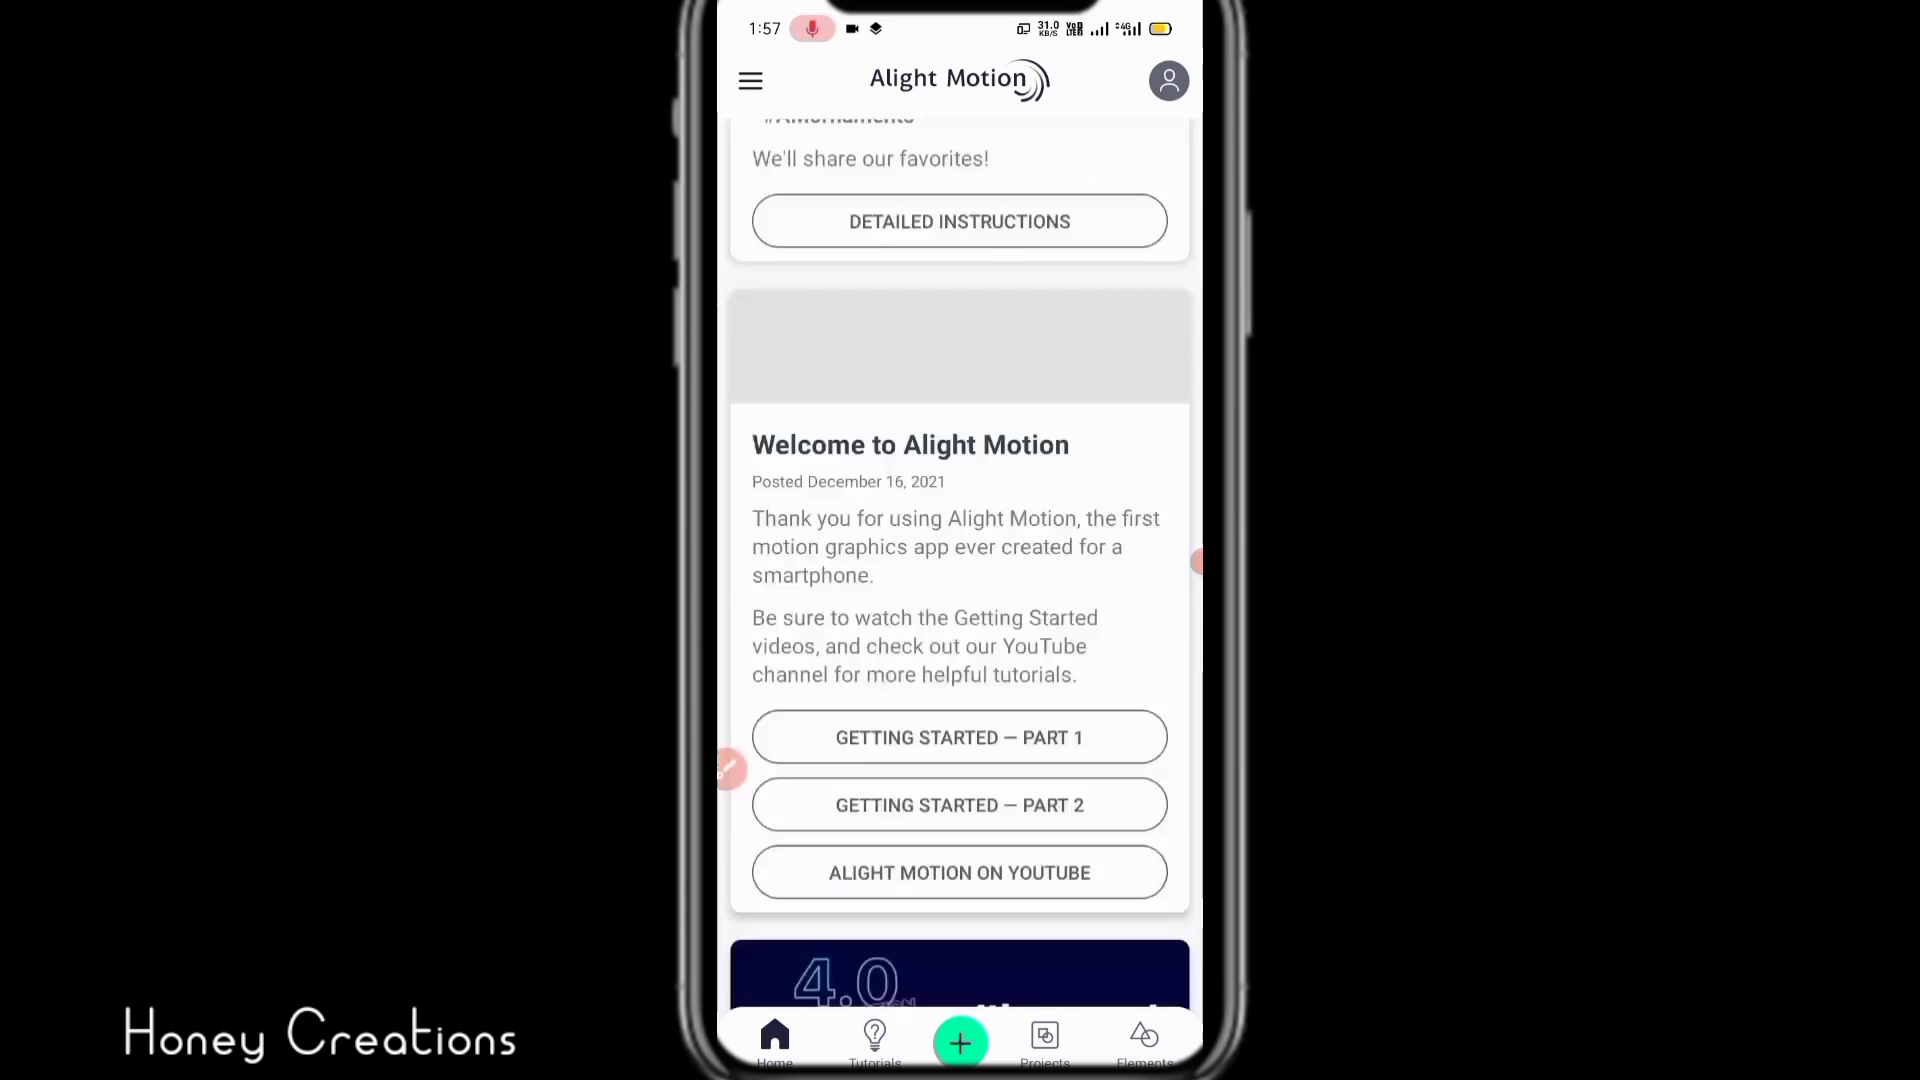 1:57
31.0
KB/S
Alight Motion
We'll share our favorites!
DETAILED INSTRUCTIONS
Welcome to Alight Motion
Posted December 16, 2021
Thank you for using Alight Motion, the first
motion graphics app ever created for a
smartphone.
Be sure to watch the Getting Started
videos, and check out our YouTube
channel for more helpful tutorials.
GETTING STARTED — PART 1
GETTING STARTED — PART 2
ALIGHT MOTION ON YOUTUBE
4.0
Home
Tutorials
Projects
Elements
Honey Creations